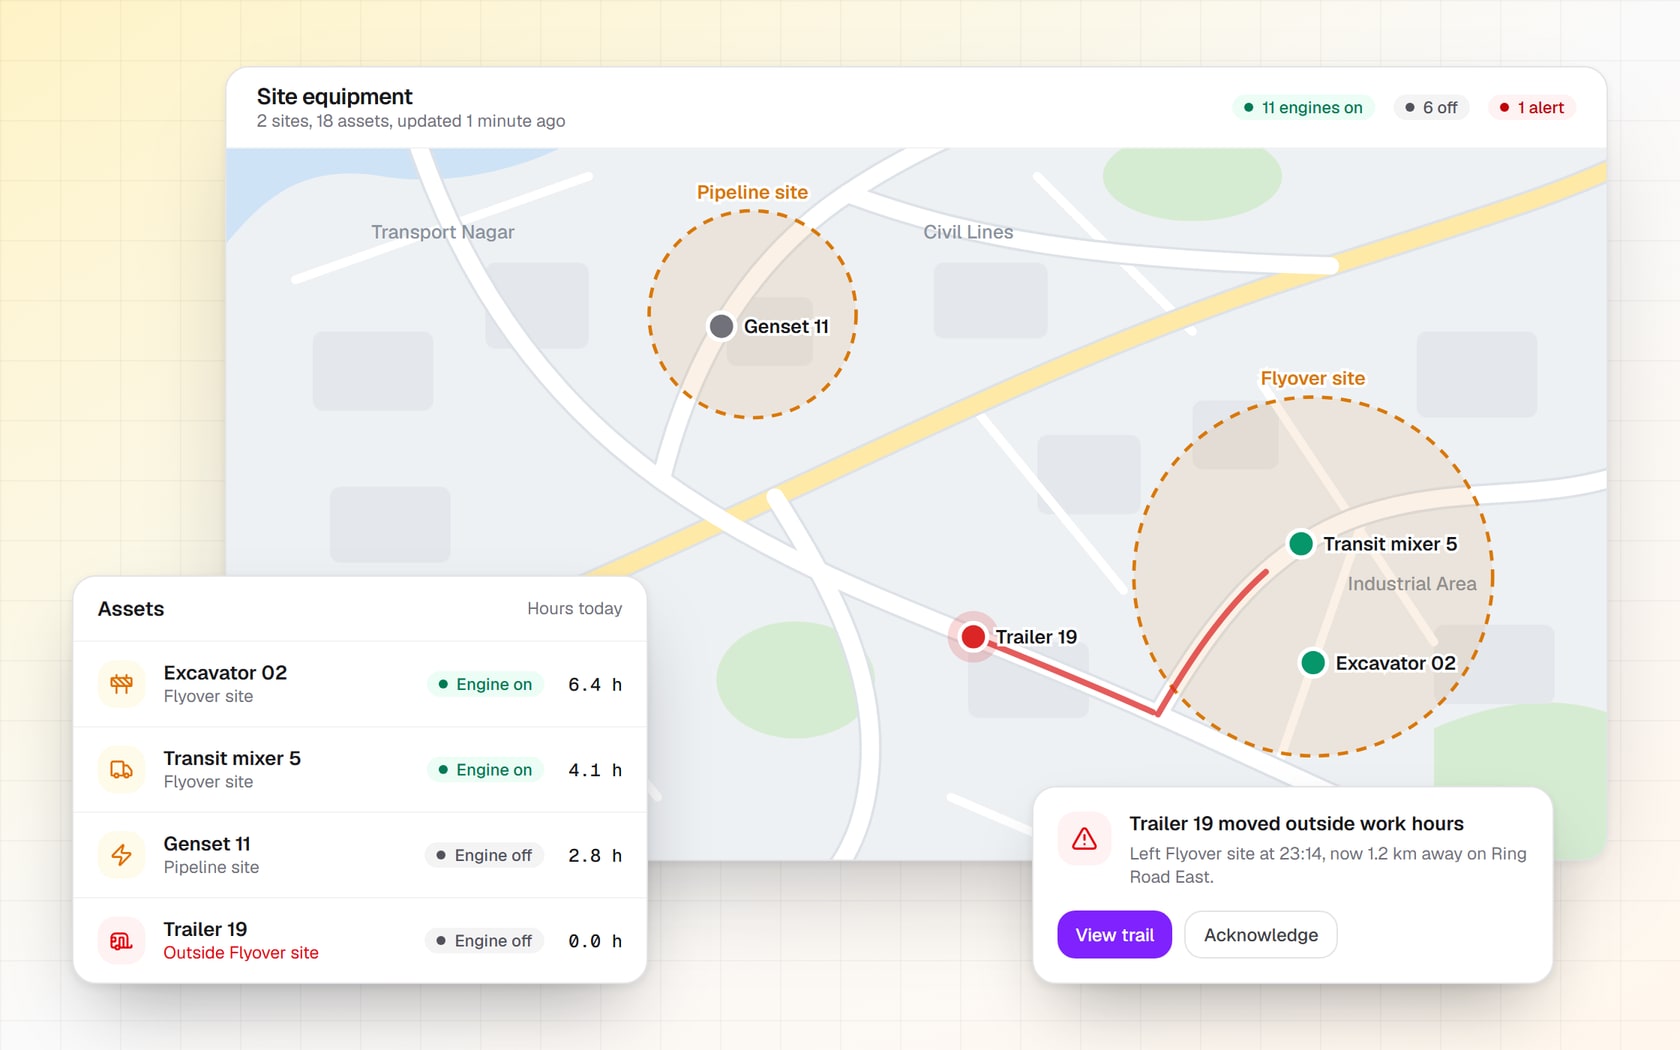 Site equipment
2 sites, 18 assets, updated 1 minute ago
11 engines on
6 off
1 alert
Pipeline site
Transport Nagar
Civil Lines
Genset 11
Flyover site
Transit mixer 5
Industrial Area
Trailer 19
Excavator 02
Assets
Hours today
Excavator 02
Flyover site
Engine on
6.4 h
Transit mixer 5
Flyover site
Engine on
4.1 h
Genset 11
Pipeline site
Engine off
2.8 h
Trailer 19
Outside Flyover site
Engine off
0.0 h
Trailer 19 moved outside work hours
Left Flyover site at 23:14, now 1.2 km away on Ring
Road East.
View trail
Acknowledge